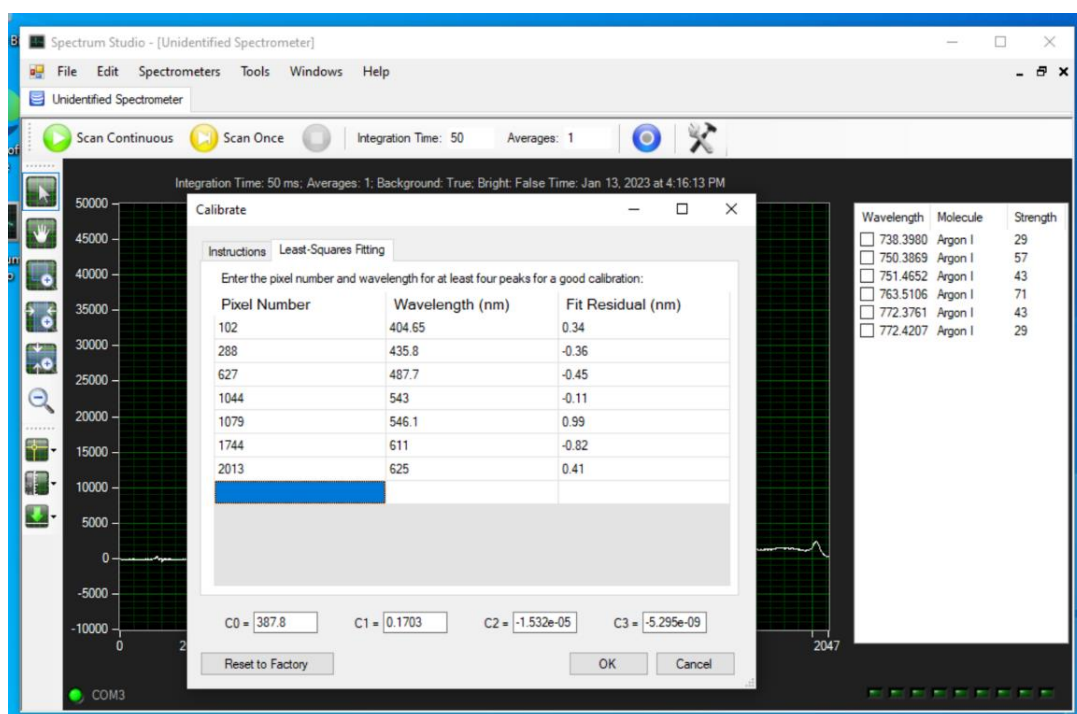 Spectrum Studio - [Unidentified Spectrometer]
File Edit Spectrometers Tools Windows Help
Unidentified Spectrometer
Scan Continuous Scan Once Integration Time: 50 Averages: 1
Integration Time: 50 ms; Averages: 1; Background: True; Bright: False Time: Jan 13, 2023 at 4:16:13 PM
50000
45000
40000
35000
30000
25000
20000
15000
10000
5000
0
-5000
-10000
0 2 2047
Calibrate
Instructions Least-Squares Fitting
Enter the pixel number and wavelength for at least four peaks for a good calibration:
Pixel Number Wavelength (nm) Fit Residual (nm)
102 404.65 0.34
288 435.8 -0.36
627 487.7 -0.45
1044 543 -0.11
1079 546.1 0.99
1744 611 -0.82
2013 625 0.41
C0 = 387.8 C1 = 0.1703 C2 = -1.532e-05 C3 = -5.295e-09
Reset to Factory OK Cancel
Wavelength Molecule Strength
738.3980 Argon I 29
750.3869 Argon I 57
751.4652 Argon I 43
763.5106 Argon I 71
772.3761 Argon I 43
772.4207 Argon I 29
COM3